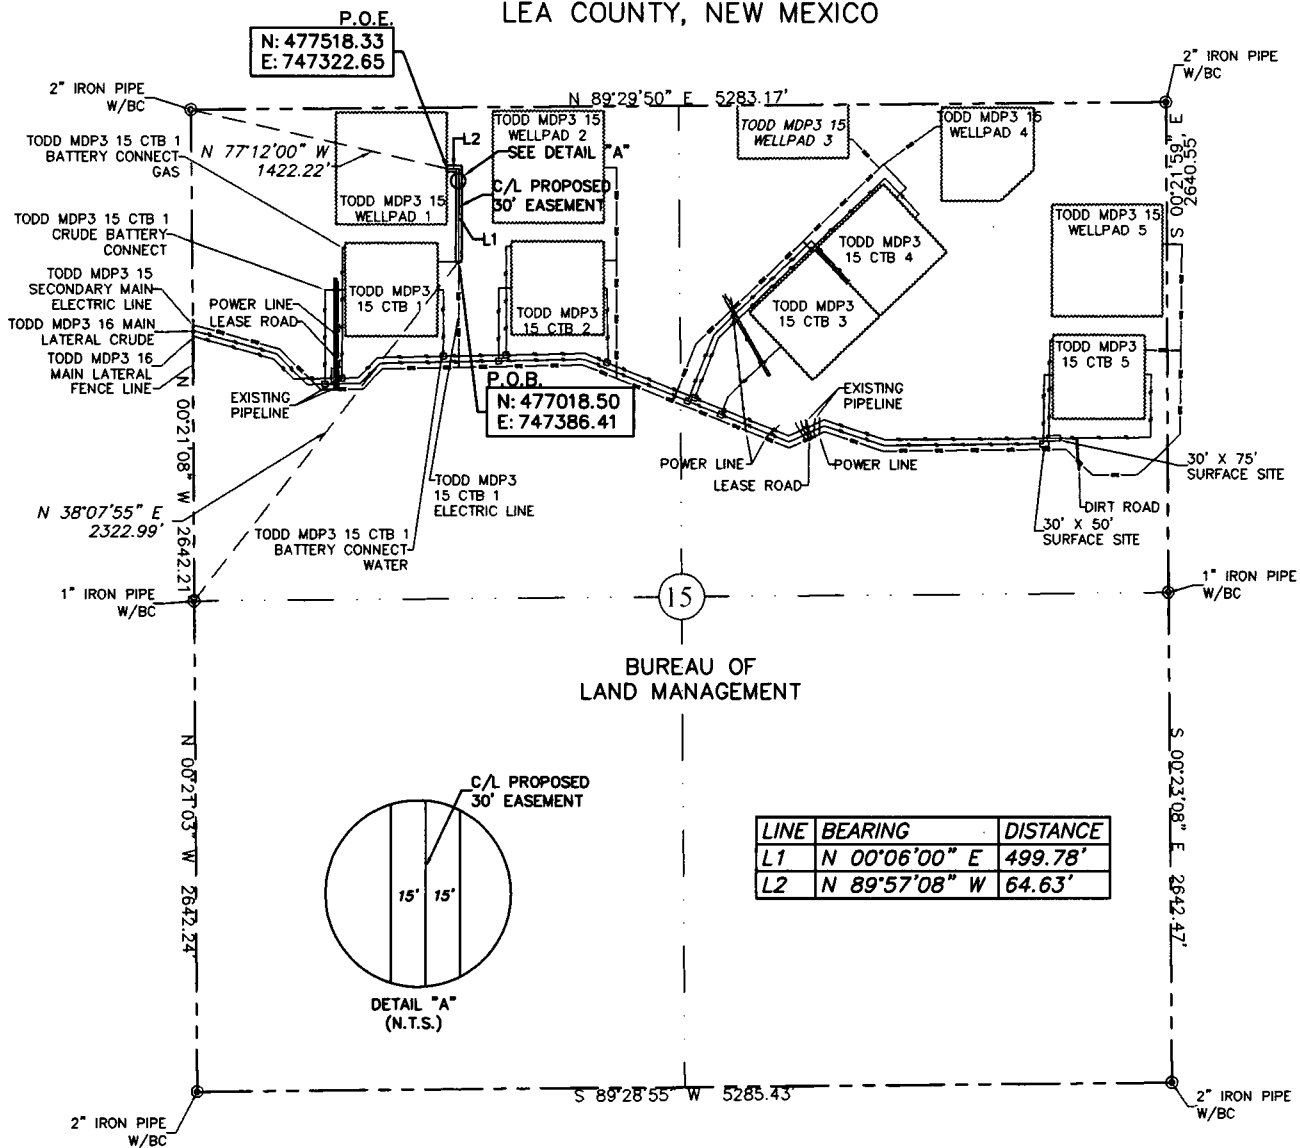 LEA COUNTY, NEW MEXICO
P.O.E.
N: 477518.33
E: 747322.65
2" IRON PIPE
W/BC
2" IRON PIPE
W/BC
N 89°29'50" E 5283.17'
TODD MDP3 15 CTB 1
BATTERY CONNECT
GAS
N 77°12'00" W
1422.22'
L2
TODD MDP3 15
WELLPAD 2
SEE DETAIL "A"
C/L PROPOSED
30' EASEMENT
L1
TODD MDP3 15
WELLPAD 1
TODD MDP3 15
WELLPAD 3
TODD MDP3 15
WELLPAD 4
S 00°21'59" E
2640.55'
TODD MDP3 15
WELLPAD 5
TODD MDP3 15 CTB 1
CRUDE BATTERY
CONNECT
TODD MDP3 15
SECONDARY MAIN
ELECTRIC LINE
TODD MDP3 16 MAIN
LATERAL CRUDE
TODD MDP3 16
MAIN LATERAL
FENCE LINE
POWER LINE
LEASE ROAD
TODD MDP3
15 CTB 1
TODD MDP3
15 CTB 2
TODD MDP3
15 CTB 4
TODD MDP3
15 CTB 3
TODD MDP3
15 CTB 5
EXISTING
PIPELINE
P.O.B.
N: 477018.50
E: 747386.41
EXISTING
PIPELINE
POWER LINE
LEASE ROAD
POWER LINE
30' X 75'
SURFACE SITE
DIRT ROAD
30' X 50'
SURFACE SITE
N 00°21'08" W 2642.21'
N 38°07'55" E
2322.99'
TODD MDP3
15 CTB 1
ELECTRIC LINE
TODD MDP3 15 CTB 1
BATTERY CONNECT
WATER
1" IRON PIPE
W/BC
15
1" IRON PIPE
W/BC
BUREAU OF
LAND MANAGEMENT
N 00°21'03" W 2642.24'
S 00°23'08" E 2642.47'
C/L PROPOSED
30' EASEMENT
15' 15'
DETAIL "A"
(N.T.S.)
LINE BEARING DISTANCE
L1 N 00°06'00" E 499.78'
L2 N 89°57'08" W 64.63'
S 89°28'55" W 5285.43'
2" IRON PIPE
W/BC
2" IRON PIPE
W/BC